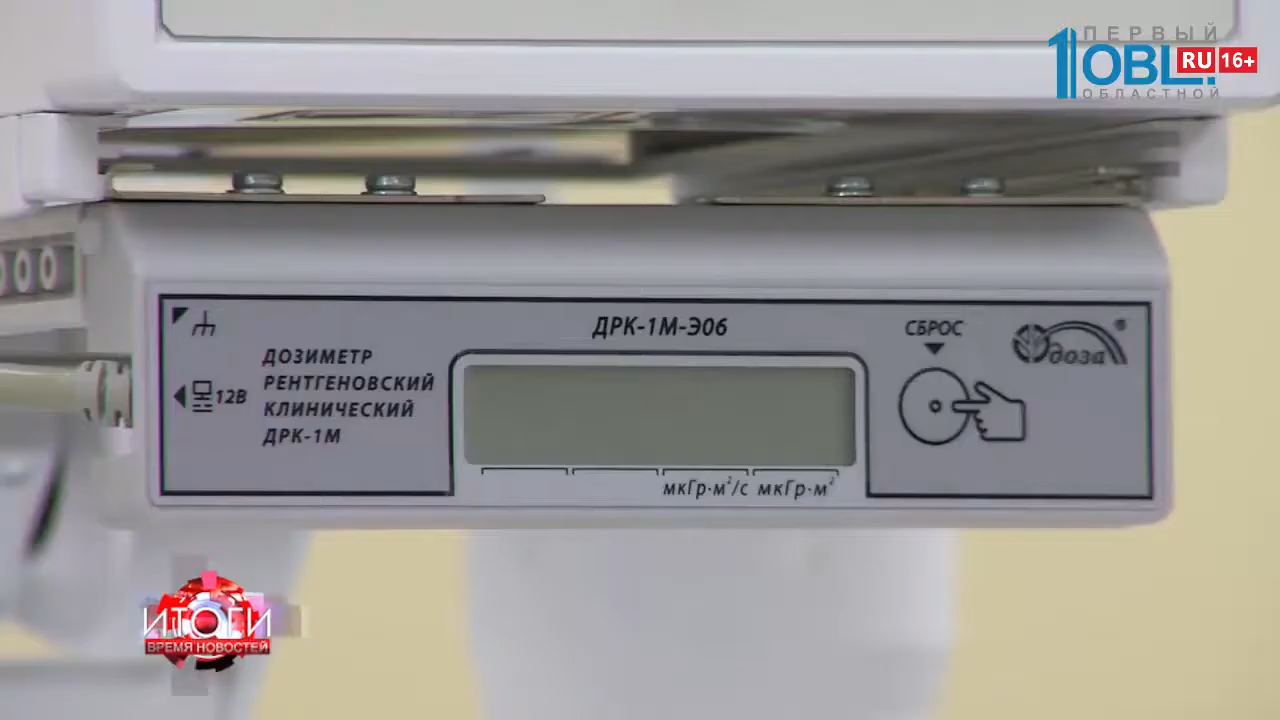 ПЕРВЫЙ
1OBL.
RU 16+
ОБЛАСТНОЙ
000
ДРК-1М-Э06
СБРОС
доза®
ДОЗИМЕТР
РЕНТГЕНОВСКИЙ
КЛИНИЧЕСКИЙ
ДРК-1М
12В
мкГр·м²/с мкГр·м²
ИТОГИ
ВРЕМЯ НОВОСТЕЙ